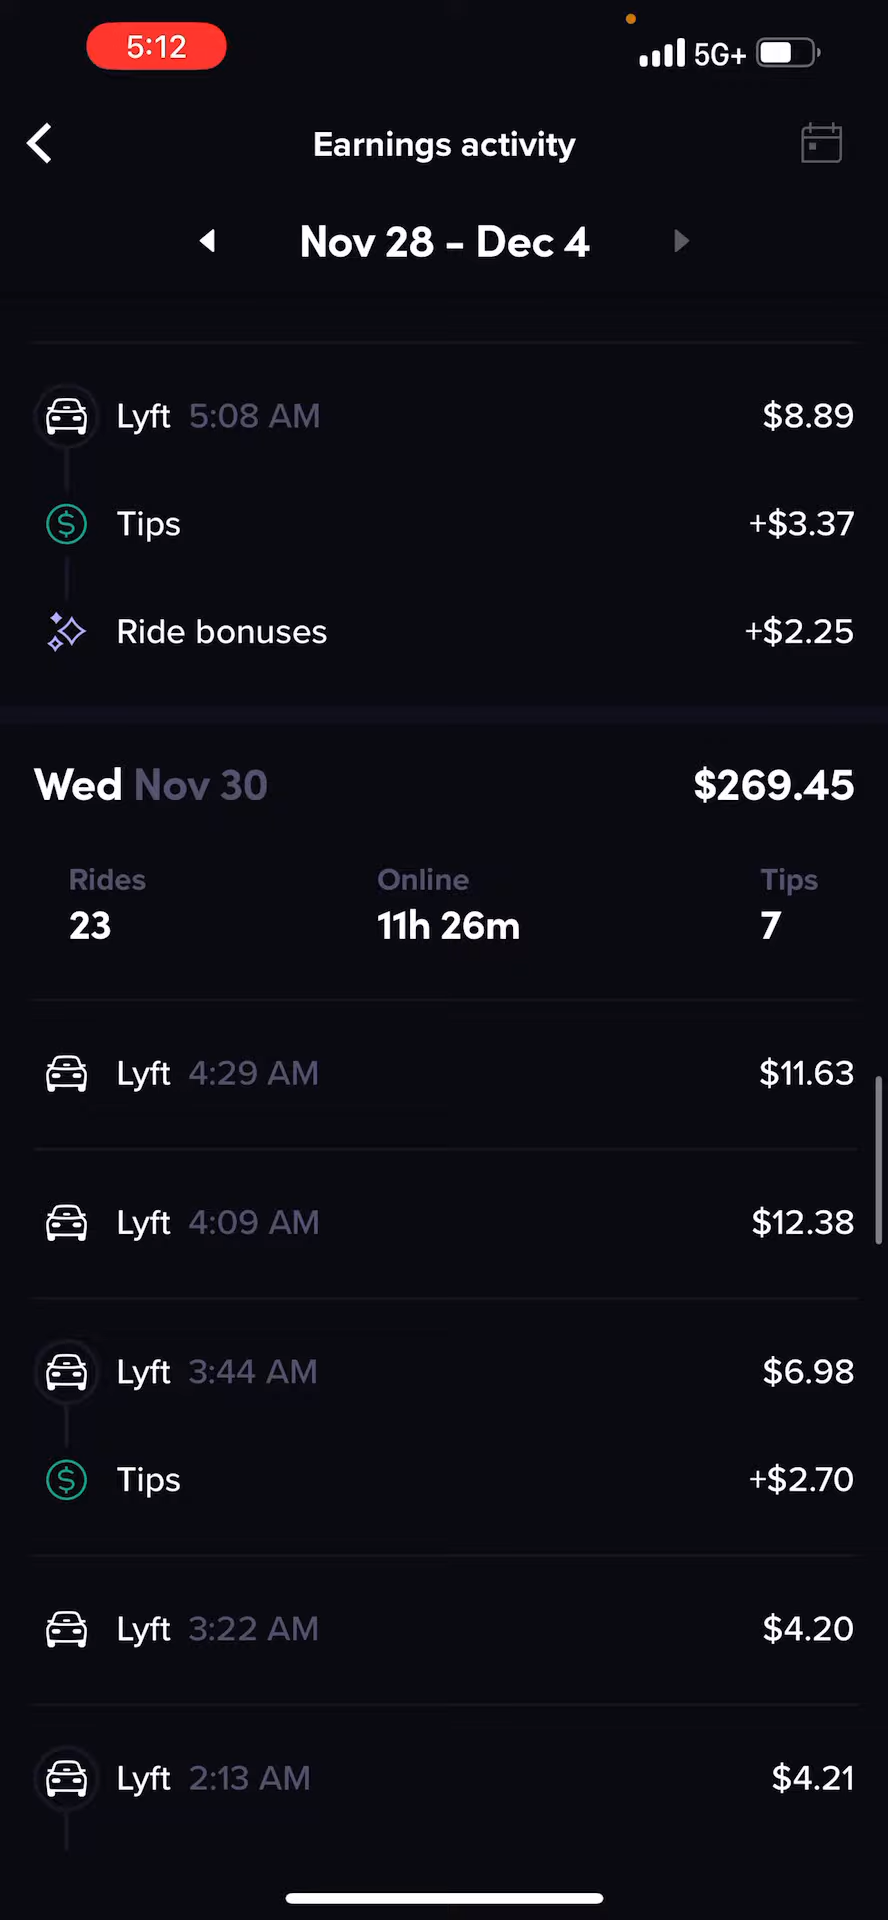 5:12 5G+
Earnings activity
Nov 28 - Dec 4
Lyft 5:08 AM $8.89
Tips +$3.37
Ride bonuses +$2.25
Wed Nov 30 $269.45
Rides Online Tips
23 11h 26m 7
Lyft 4:29 AM $11.63
Lyft 4:09 AM $12.38
Lyft 3:44 AM $6.98
Tips +$2.70
Lyft 3:22 AM $4.20
Lyft 2:13 AM $4.21